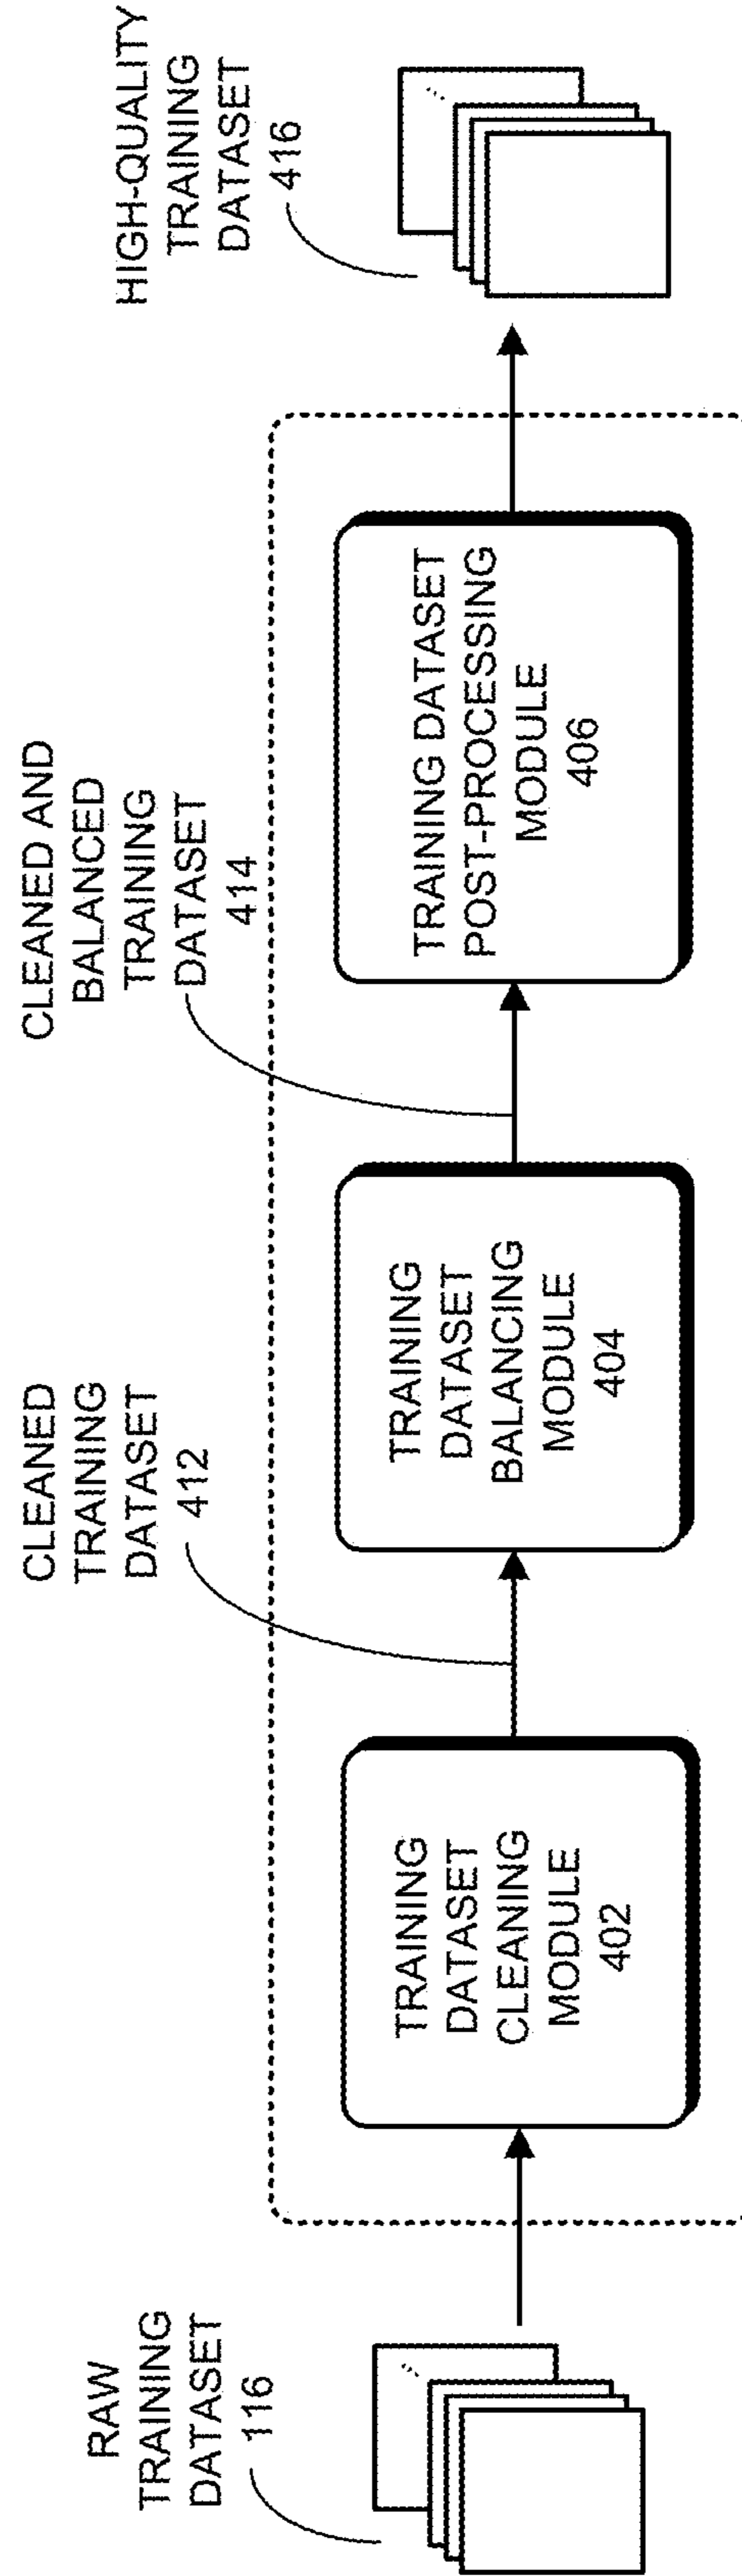 RAW
TRAINING
DATASET
116
CLEANED
TRAINING
DATASET
412
CLEANED AND
BALANCED
TRAINING
DATASET
414
HIGH-QUALITY
TRAINING
DATASET
416
TRAINING
DATASET
CLEANING
MODULE
402
TRAINING
DATASET
BALANCING
MODULE
404
TRAINING DATASET
POST-PROCESSING
MODULE
406